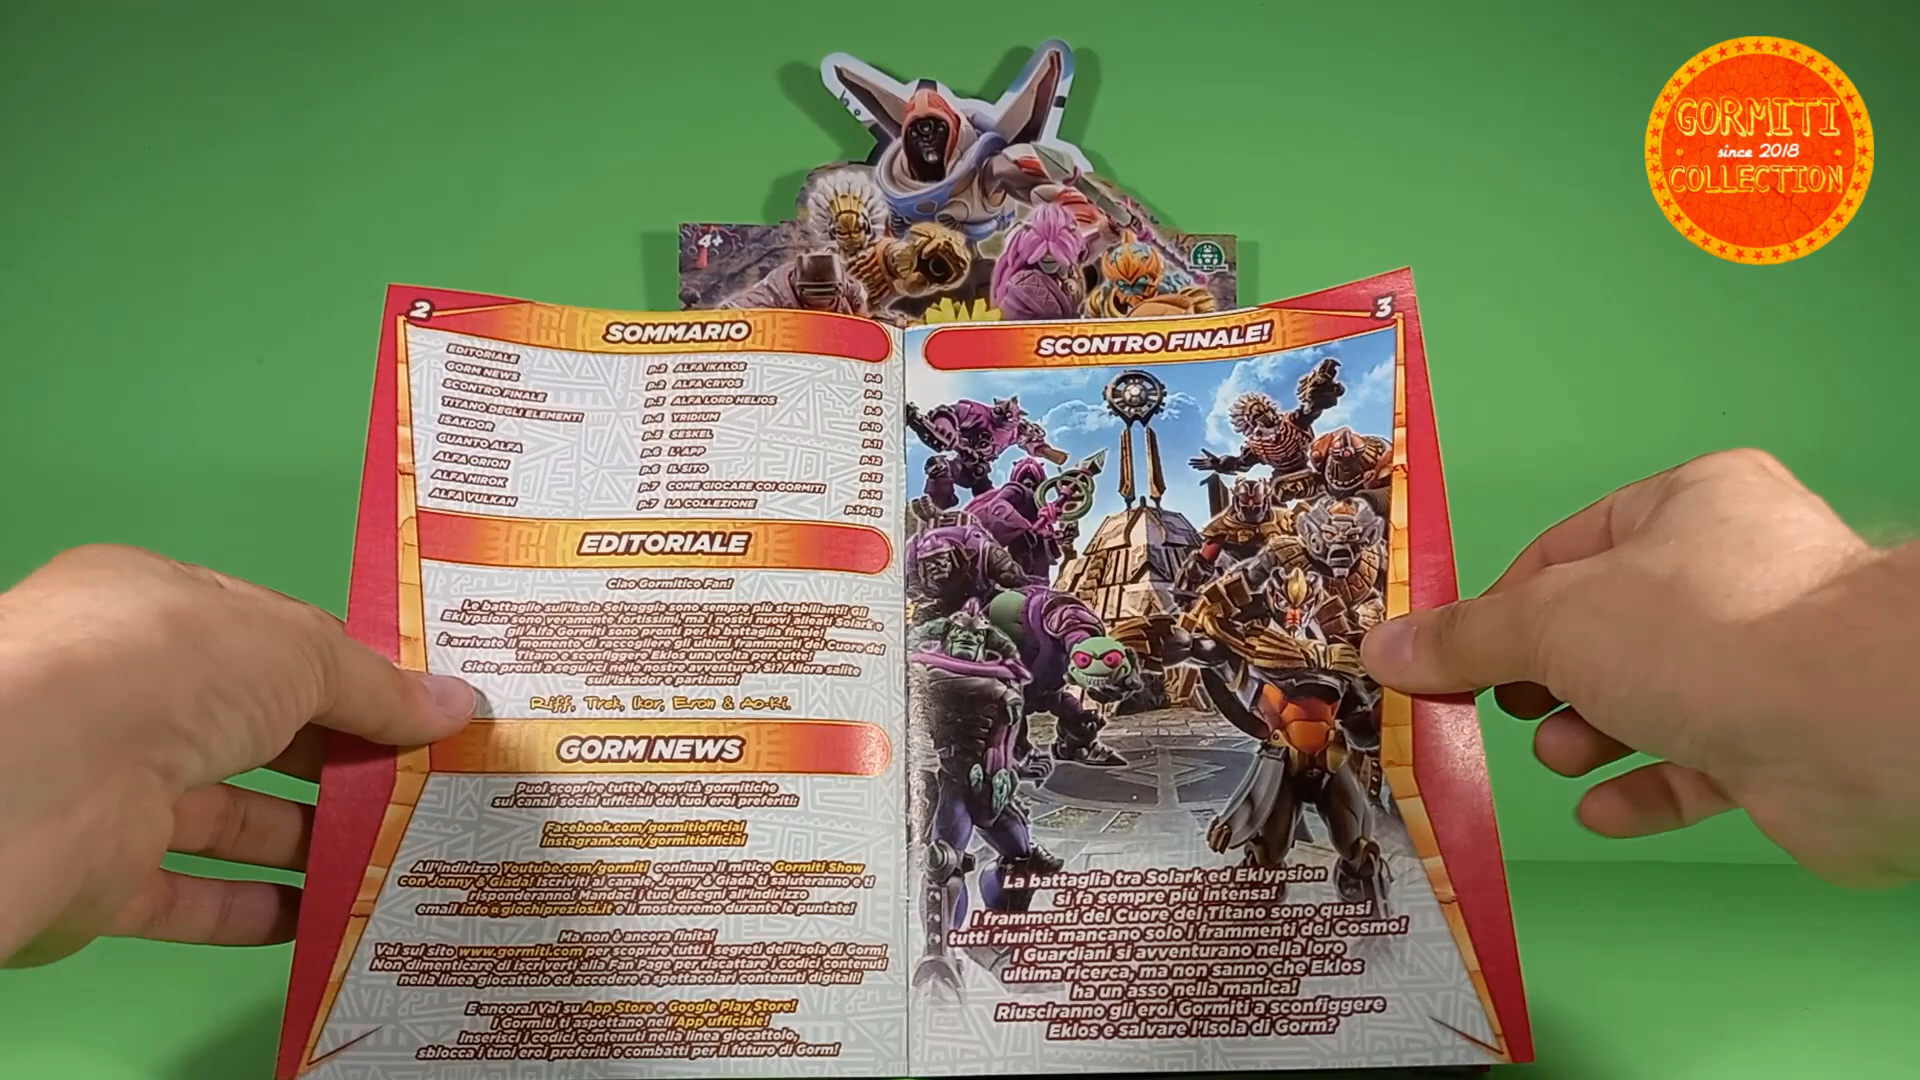 GORMITI
since 2018
COLLECTION
4+
2
SOMMARIO
EDITORIALE p.2
GORM NEWS p.2
SCONTRO FINALE p.3
TITANO DEGLI ELEMENTI p.4
ISAKDOR p.5
GUANTO ALFA p.6
ALFA ORION p.6
ALFA HIROK p.7
ALFA VULKAN p.7
ALFA IKALOS p.8
ALFA CRYOS p.8
ALFA LORD HELIOS p.9
YRIDIUM p.10
SESKEL p.11
L'APP p.12
IL SITO p.13
COME GIOCARE COI GORMITI p.14
LA COLLEZIONE p.14-15
EDITORIALE
Ciao Gormitico Fan!
Le battaglie sull'Isola Selvaggia sono sempre più strabilianti! Gli
Eklypsion sono veramente fortissimi, ma i nostri nuovi alleati Solark e
gli Alfa Gormiti sono pronti per la battaglia finale!
È arrivato il momento di raccogliere gli ultimi frammenti del Cuore del
Titano e sconfiggere Eklos una volta per tutte!
Siete pronti a seguirci nelle nostre avventure? Sì? Allora salite
sull'Iskador e partiamo!
Riff, Trek, Ikor, Eron & Ao-Ki.
GORM NEWS
Puoi scoprire tutte le novità gormitiche
sui canali social ufficiali dei tuoi eroi preferiti:
Facebook.com/gormitiofficial
Instagram.com/gormitiofficial
All'indirizzo Youtube.com/gormiti continua il mitico Gormiti Show
con Jonny & Giada! Iscriviti al canale, Jonny & Giada ti saluteranno e ti
risponderanno! Mandaci i tuoi disegni all'indirizzo
email info@giochipreziosi.it e li mostreremo durante le puntate!
Ma non è ancora finita!
Vai sul sito www.gormiti.com per scoprire tutti i segreti dell'Isola di Gorm!
Non dimenticare di iscriverti alla Fan Page per riscattare i codici contenuti
nella linea giocattolo ed accedere a spettacolari contenuti digitali!
E ancora! Vai su App Store e Google Play Store!
I Gormiti ti aspettano nell'App ufficiale!
Inserisci i codici contenuti nella linea giocattolo,
sblocca i tuoi eroi preferiti e combatti per il futuro di Gorm!
3
SCONTRO FINALE!
La battaglia tra Solark ed Eklypsion
si fa sempre più intensa!
I frammenti del Cuore del Titano sono quasi
tutti riuniti: mancano solo i frammenti del Cosmo!
I Guardiani si avventurano nella loro
ultima ricerca, ma non sanno che Eklos
ha un asso nella manica!
Riusciranno gli eroi Gormiti a sconfiggere
Eklos e salvare l'Isola di Gorm?